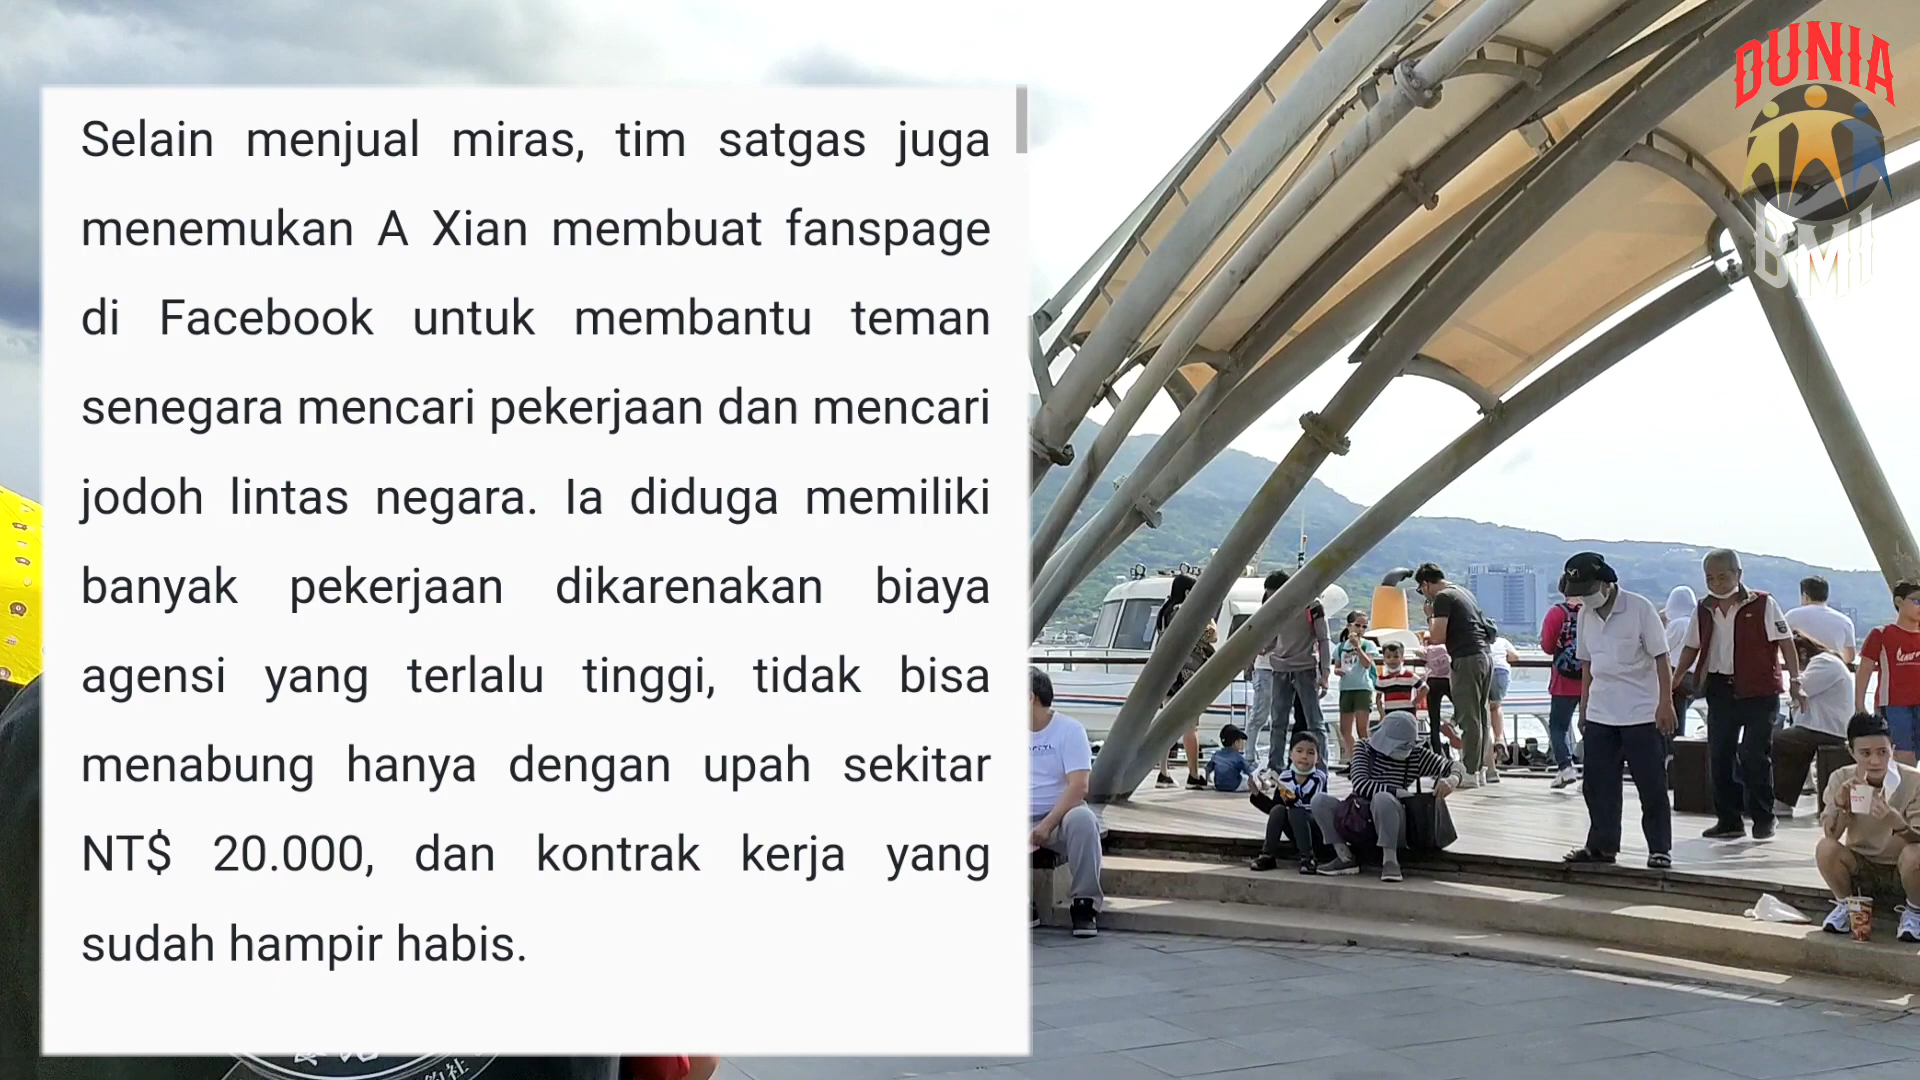 Selain menjual miras, tim satgas juga
menemukan A Xian membuat fanspage
di Facebook untuk membantu teman
senegara mencari pekerjaan dan mencari
jodoh lintas negara. Ia diduga memiliki
banyak pekerjaan dikarenakan biaya
agensi yang terlalu tinggi, tidak bisa
menabung hanya dengan upah sekitar
NT$ 20.000, dan kontrak kerja yang
sudah hampir habis.
DUNIA
BMI